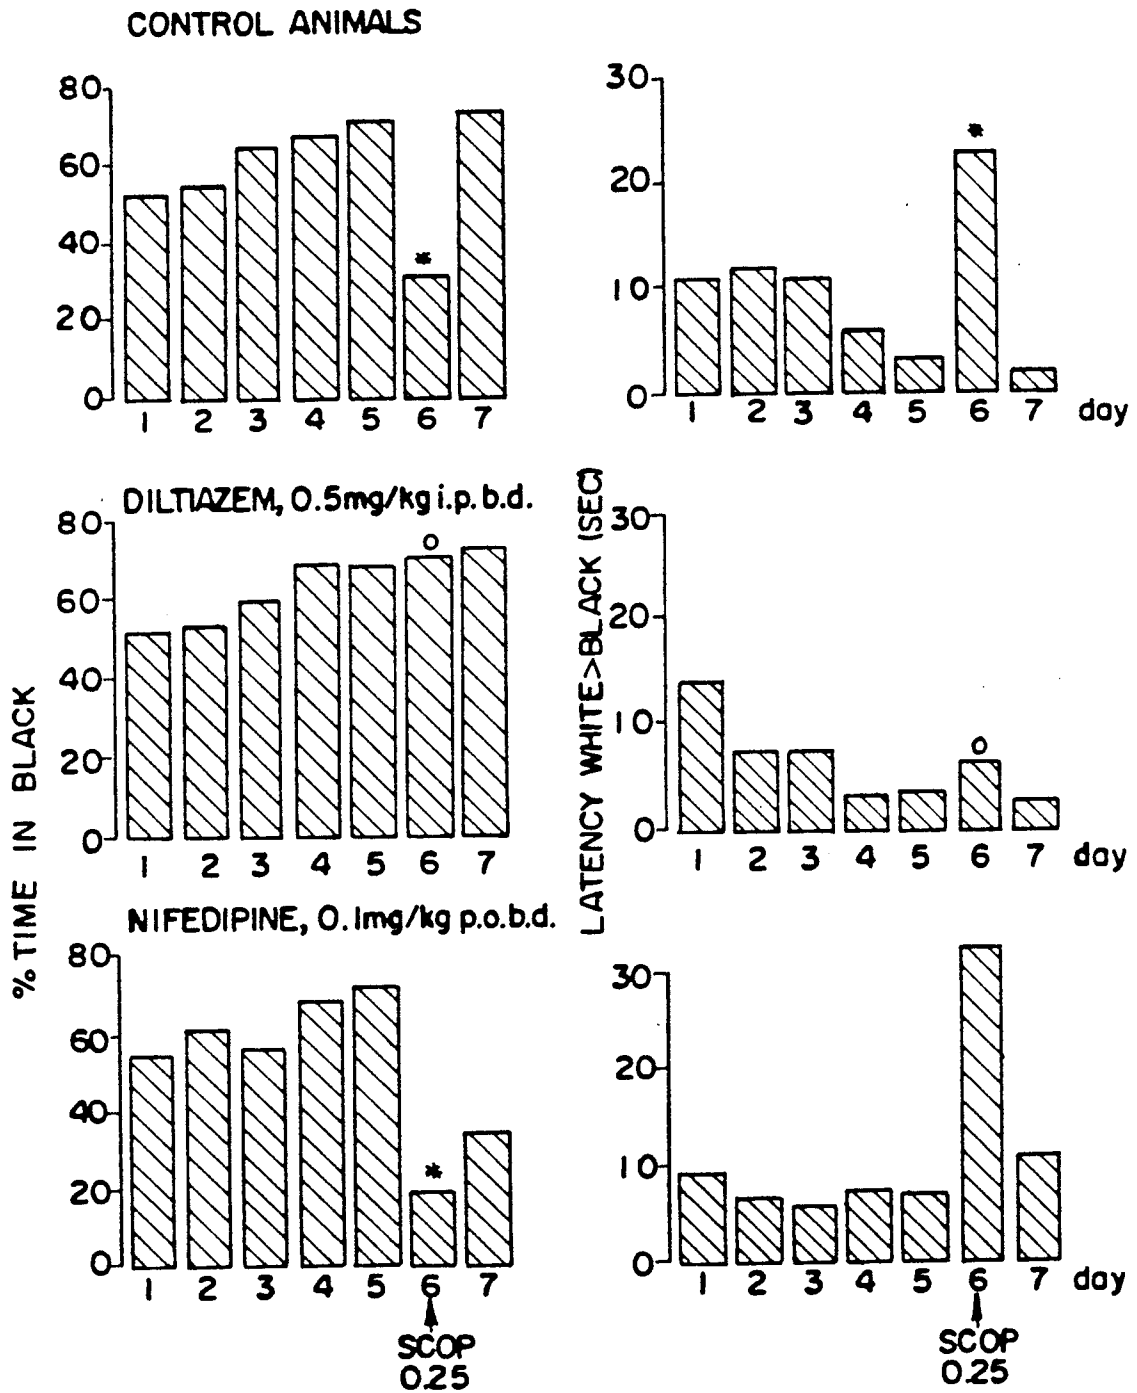 CONTROL ANIMALS
80
60
40
20
0
1 2 3 4 5 6 7
*
30
20
10
0
1 2 3 4 5 6 7 day
*
DILTIAZEM, 0.5mg/kg i.p. b.d.
80
60
40
20
0
1 2 3 4 5 6 7
o
30
20
10
0
1 2 3 4 5 6 7 day
o
% TIME IN BLACK
LATENCY WHITE>BLACK (SEC)
NIFEDIPINE, 0.1mg/kg p.o.b.d.
80
60
40
20
0
1 2 3 4 5 6 7
*
SCOP
0.25
30
20
10
0
1 2 3 4 5 6 7 day
SCOP
0.25